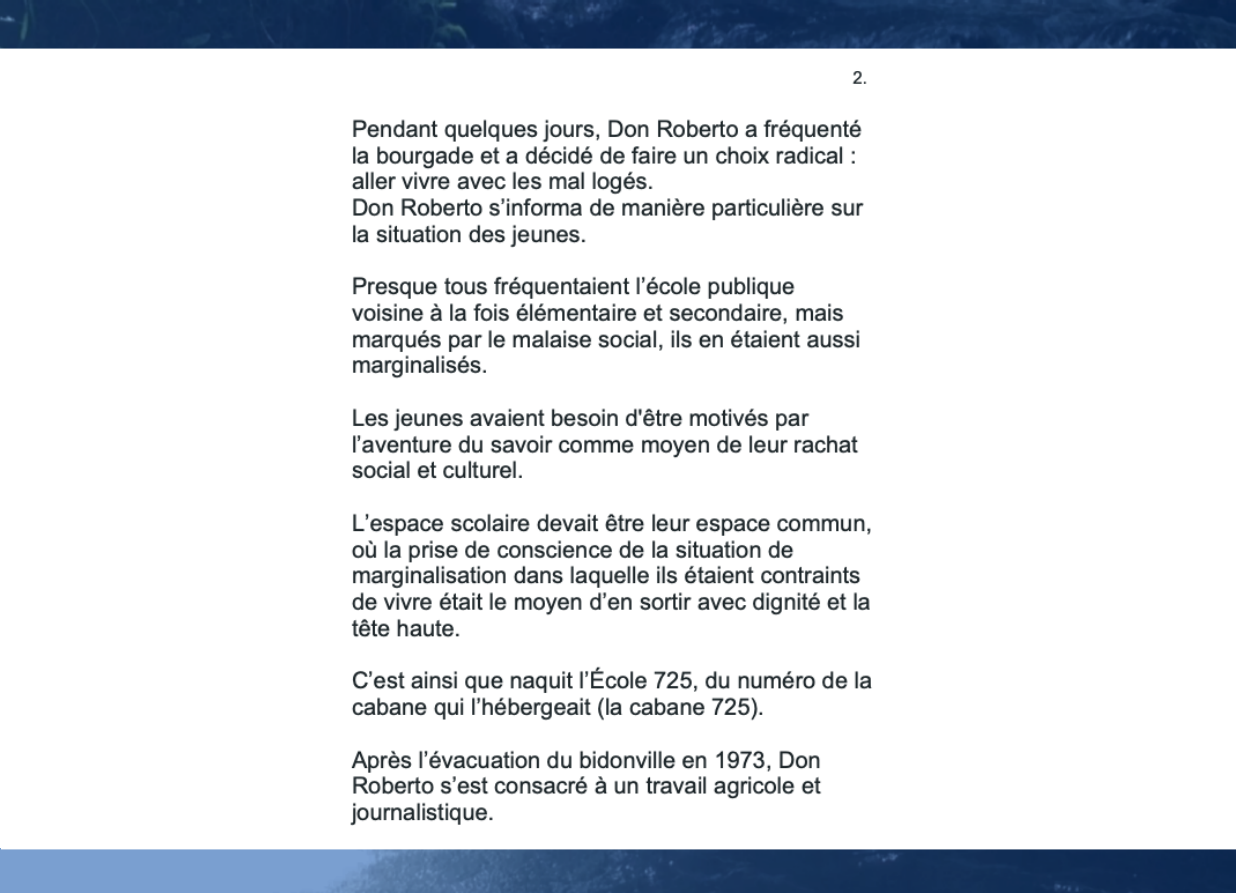 2.
Pendant quelques jours, Don Roberto a fréquenté
la bourgade et a décidé de faire un choix radical :
aller vivre avec les mal logés.
Don Roberto s’informa de manière particulière sur
la situation des jeunes.
Presque tous fréquentaient l’école publique
voisine à la fois élémentaire et secondaire, mais
marqués par le malaise social, ils en étaient aussi
marginalisés.
Les jeunes avaient besoin d'être motivés par
l’aventure du savoir comme moyen de leur rachat
social et culturel.
L’espace scolaire devait être leur espace commun,
où la prise de conscience de la situation de
marginalisation dans laquelle ils étaient contraints
de vivre était le moyen d’en sortir avec dignité et la
tête haute.
C’est ainsi que naquit l’École 725, du numéro de la
cabane qui l’hébergeait (la cabane 725).
Après l’évacuation du bidonville en 1973, Don
Roberto s’est consacré à un travail agricole et
journalistique.